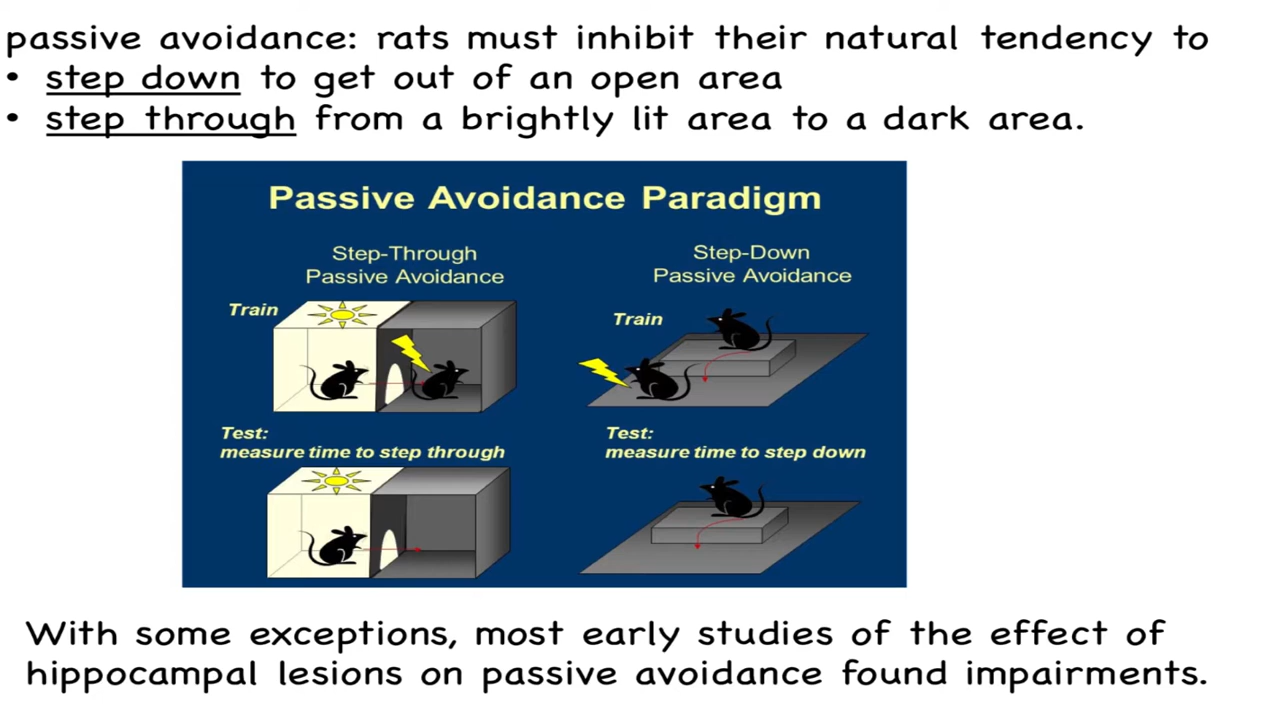 passive avoidance: rats must inhibit their natural tendency to
• step down to get out of an open area
• step through from a brightly lit area to a dark area.
Passive Avoidance Paradigm
Step-Through
Passive Avoidance
Train
Test:
measure time to step through
Step-Down
Passive Avoidance
Train
Test:
measure time to step down
With some exceptions, most early studies of the effect of
hippocampal lesions on passive avoidance found impairments.